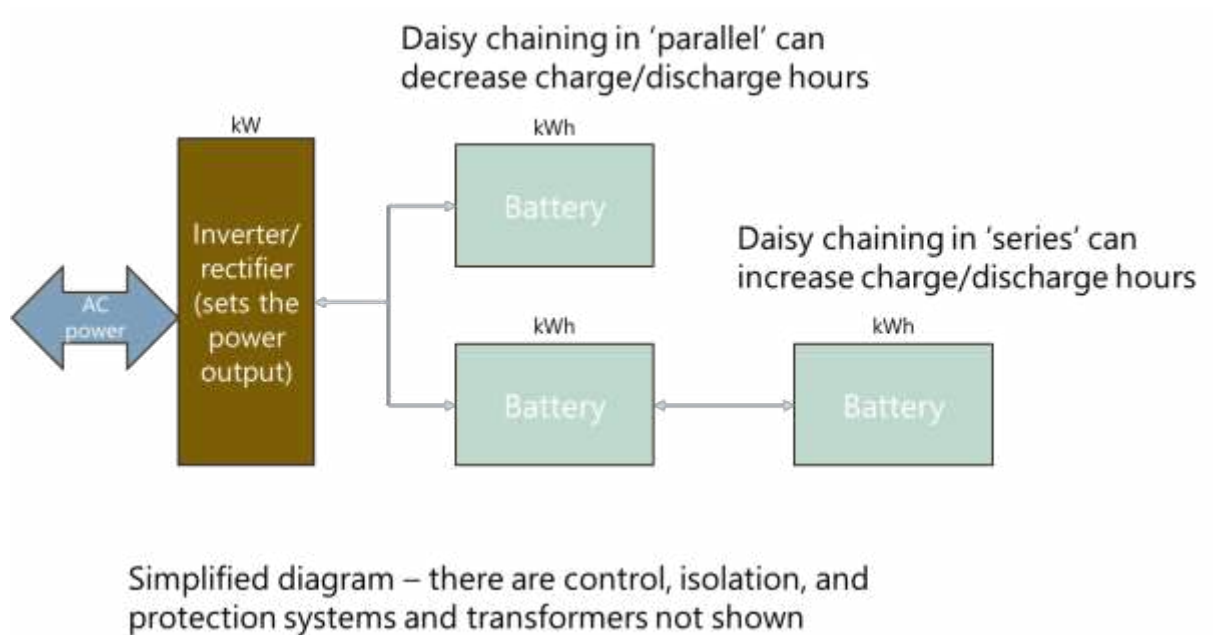 Daisy chaining in ‘parallel’ can
decrease charge/discharge hours
kW
kWh
Inverter/
rectifier
(sets the
power
output)
Battery
Daisy chaining in ‘series’ can
increase charge/discharge hours
AC
power
kWh
kWh
Battery
Battery
Simplified diagram – there are control, isolation, and
protection systems and transformers not shown